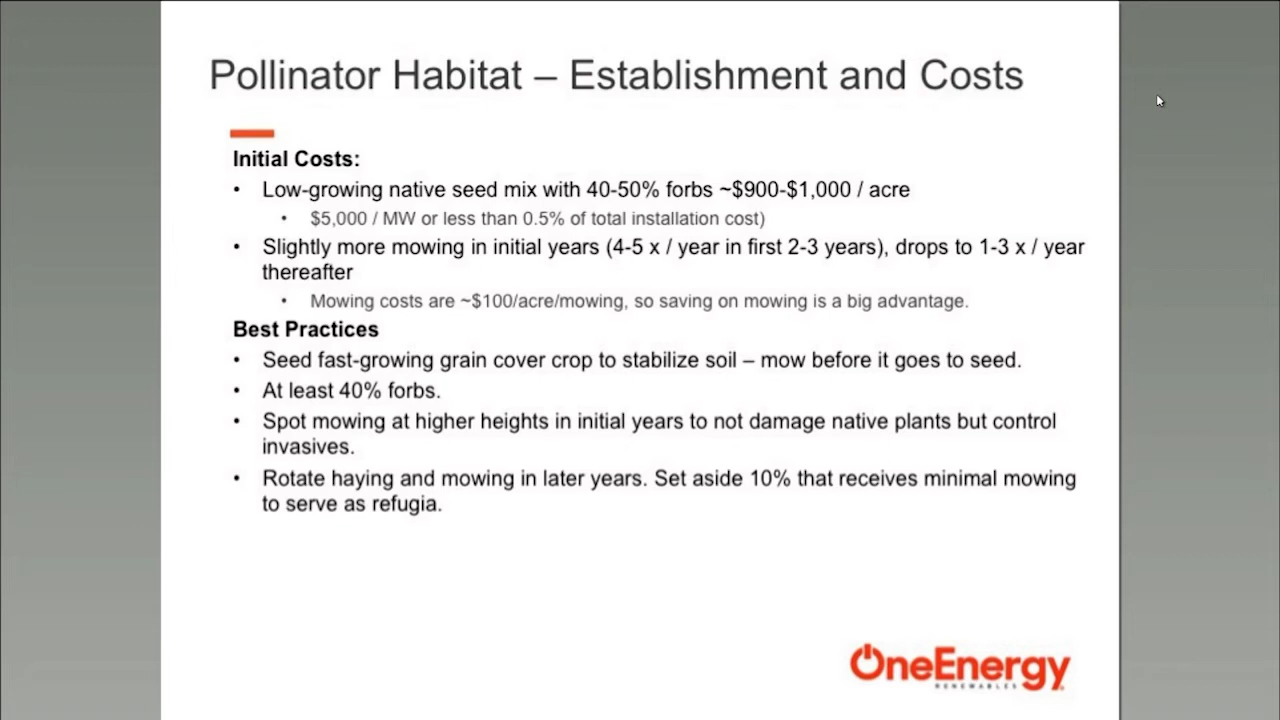 Pollinator Habitat – Establishment and Costs
Initial Costs:
• Low-growing native seed mix with 40-50% forbs ~$900-$1,000 / acre
• $5,000 / MW or less than 0.5% of total installation cost)
• Slightly more mowing in initial years (4-5 x / year in first 2-3 years), drops to 1-3 x / year
thereafter
• Mowing costs are ~$100/acre/mowing, so saving on mowing is a big advantage.
Best Practices
• Seed fast-growing grain cover crop to stabilize soil – mow before it goes to seed.
• At least 40% forbs.
• Spot mowing at higher heights in initial years to not damage native plants but control
invasives.
• Rotate haying and mowing in later years. Set aside 10% that receives minimal mowing
to serve as refugia.
OneEnergy
RENEWABLES